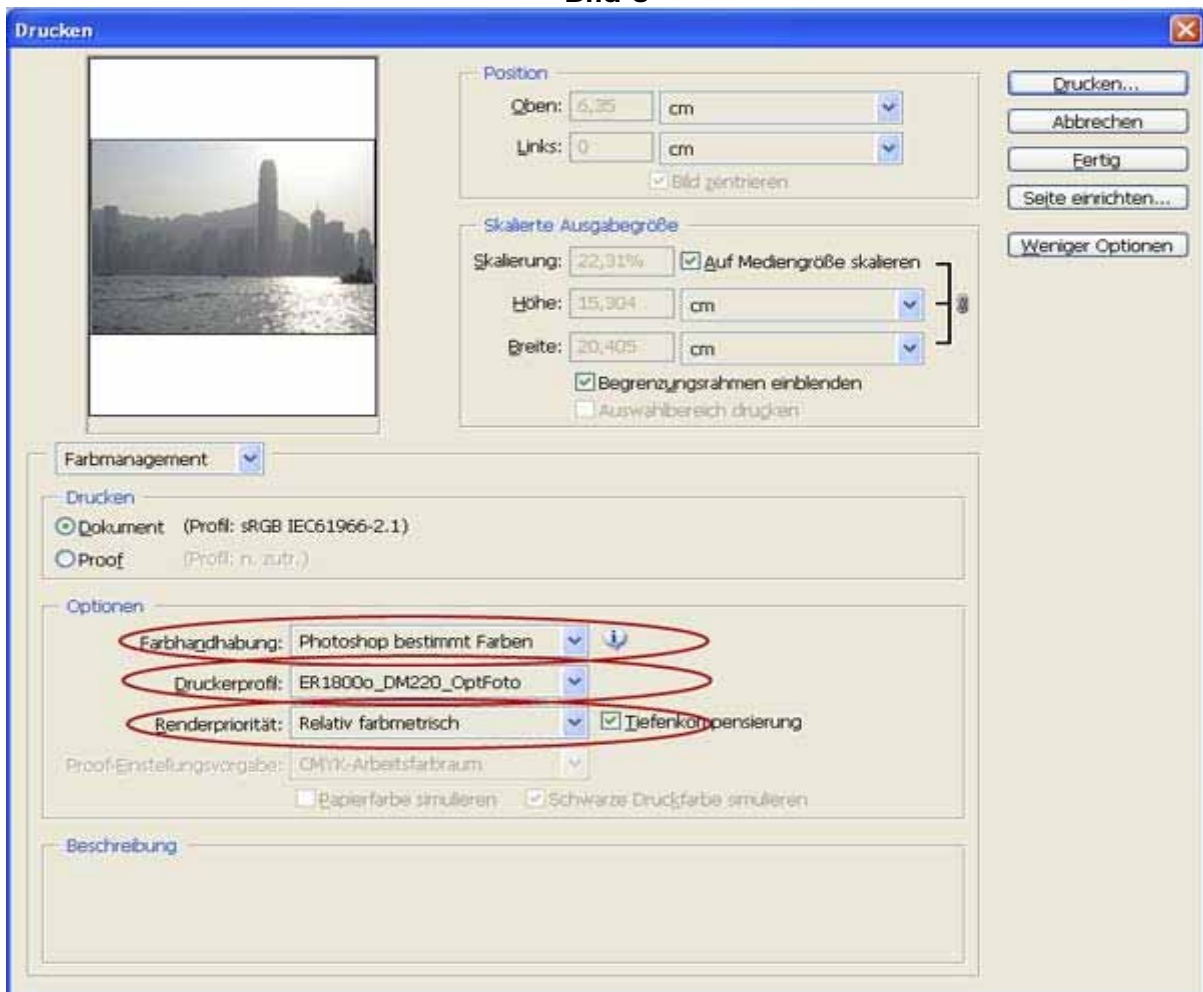 Drucken
Position
Oben: 6,35 cm
Links: 0 cm
Bild zentrieren
Skalierte Ausgabegröße
Skalierung: 22,31% Auf Mediengröße skalieren
Höhe: 15,304 cm
Breite: 20,405 cm
Begrenzungsrahmen einblenden
Auswahlbereich drucken
Drucken...
Abbrechen
Fertig
Seite einrichten...
Weniger Optionen
Farbmanagement
Drucken
Dokument (Profil: sRGB IEC61966-2.1)
Proof (Profil: n. zutr.)
Optionen
Farbhandhabung: Photoshop bestimmt Farben
Druckerprofil: ER1800o_DM220_OptFoto
Renderpriorität: Relativ farbmetrisch Tiefenkompensierung
Proof-Einstellungsvorgabe: CMYK-Arbeitsfarbraum
Papierfarbe simulieren Schwarze Druckfarbe simulieren
Beschreibung